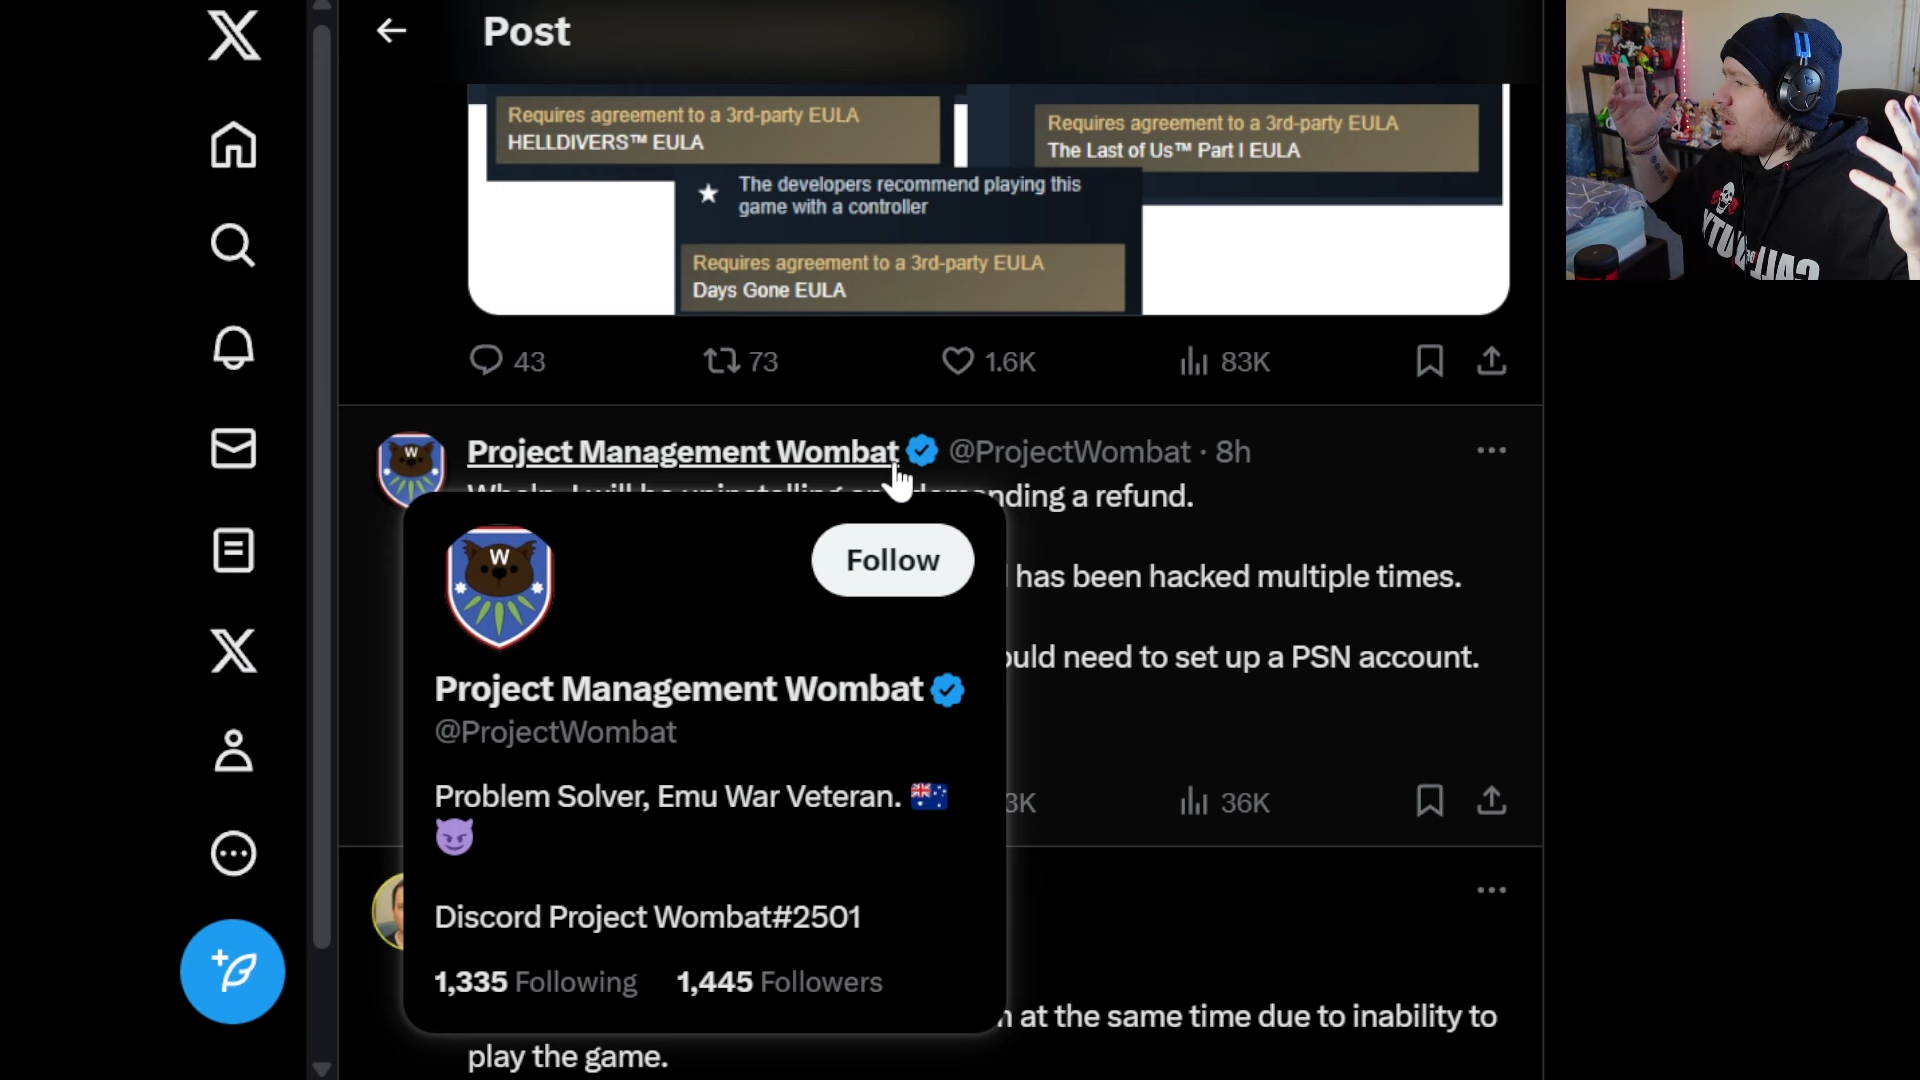 Post
Requires agreement to a 3rd-party EULA
HELLDIVERS™ EULA
Requires agreement to a 3rd-party EULA
The Last of Us™ Part I EULA
The developers recommend playing this
game with a controller
Requires agreement to a 3rd-party EULA
Days Gone EULA
43 73 1.6K 83K
Project Management Wombat @ProjectWombat · 8h
a refund.
W
Follow
has been hacked multiple times.
need to set up a PSN account.
Project Management Wombat
@ProjectWombat
Problem Solver, Emu War Veteran. 🇦🇺
😈
36K
Discord Project Wombat#2501
1,335 Following 1,445 Followers
at the same time due to inability to
play the game.